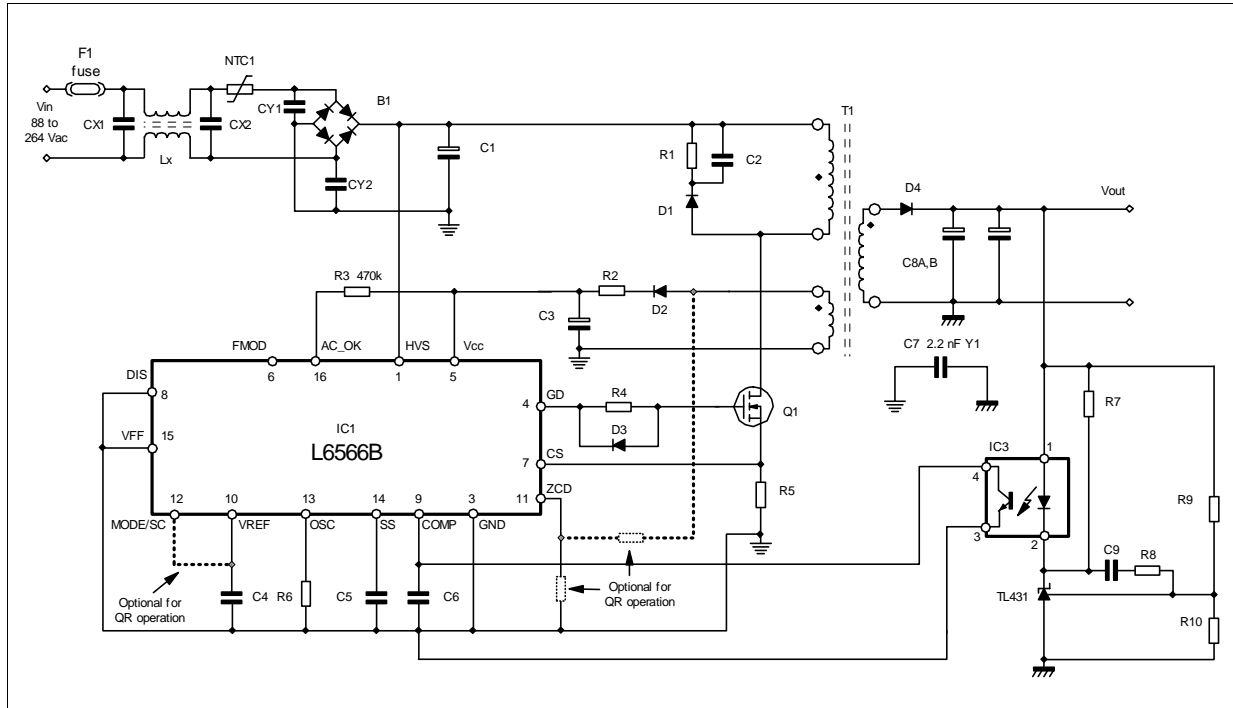 F1
fuse
NTC1
Vin
88 to
264 Vac
CX1
Lx
CX2
CY1
CY2
B1
C1
R1
C2
D1
T1
D4
Vout
C8A,B
R3 470k
R2
D2
C3
C7 2.2 nF Y1
FMOD
AC_OK
HVS
Vcc
6
16
1
5
DIS
8
VFF
15
IC1
L6566B
4
GD
R4
D3
Q1
7
CS
11
ZCD
R5
12
10
13
14
9
3
MODE/SC
VREF
OSC
SS
COMP
GND
Optional for
QR operation
C4
R6
C5
C6
Optional for
QR operation
IC3
1
4
3
2
R7
R9
C9
R8
TL431
R10